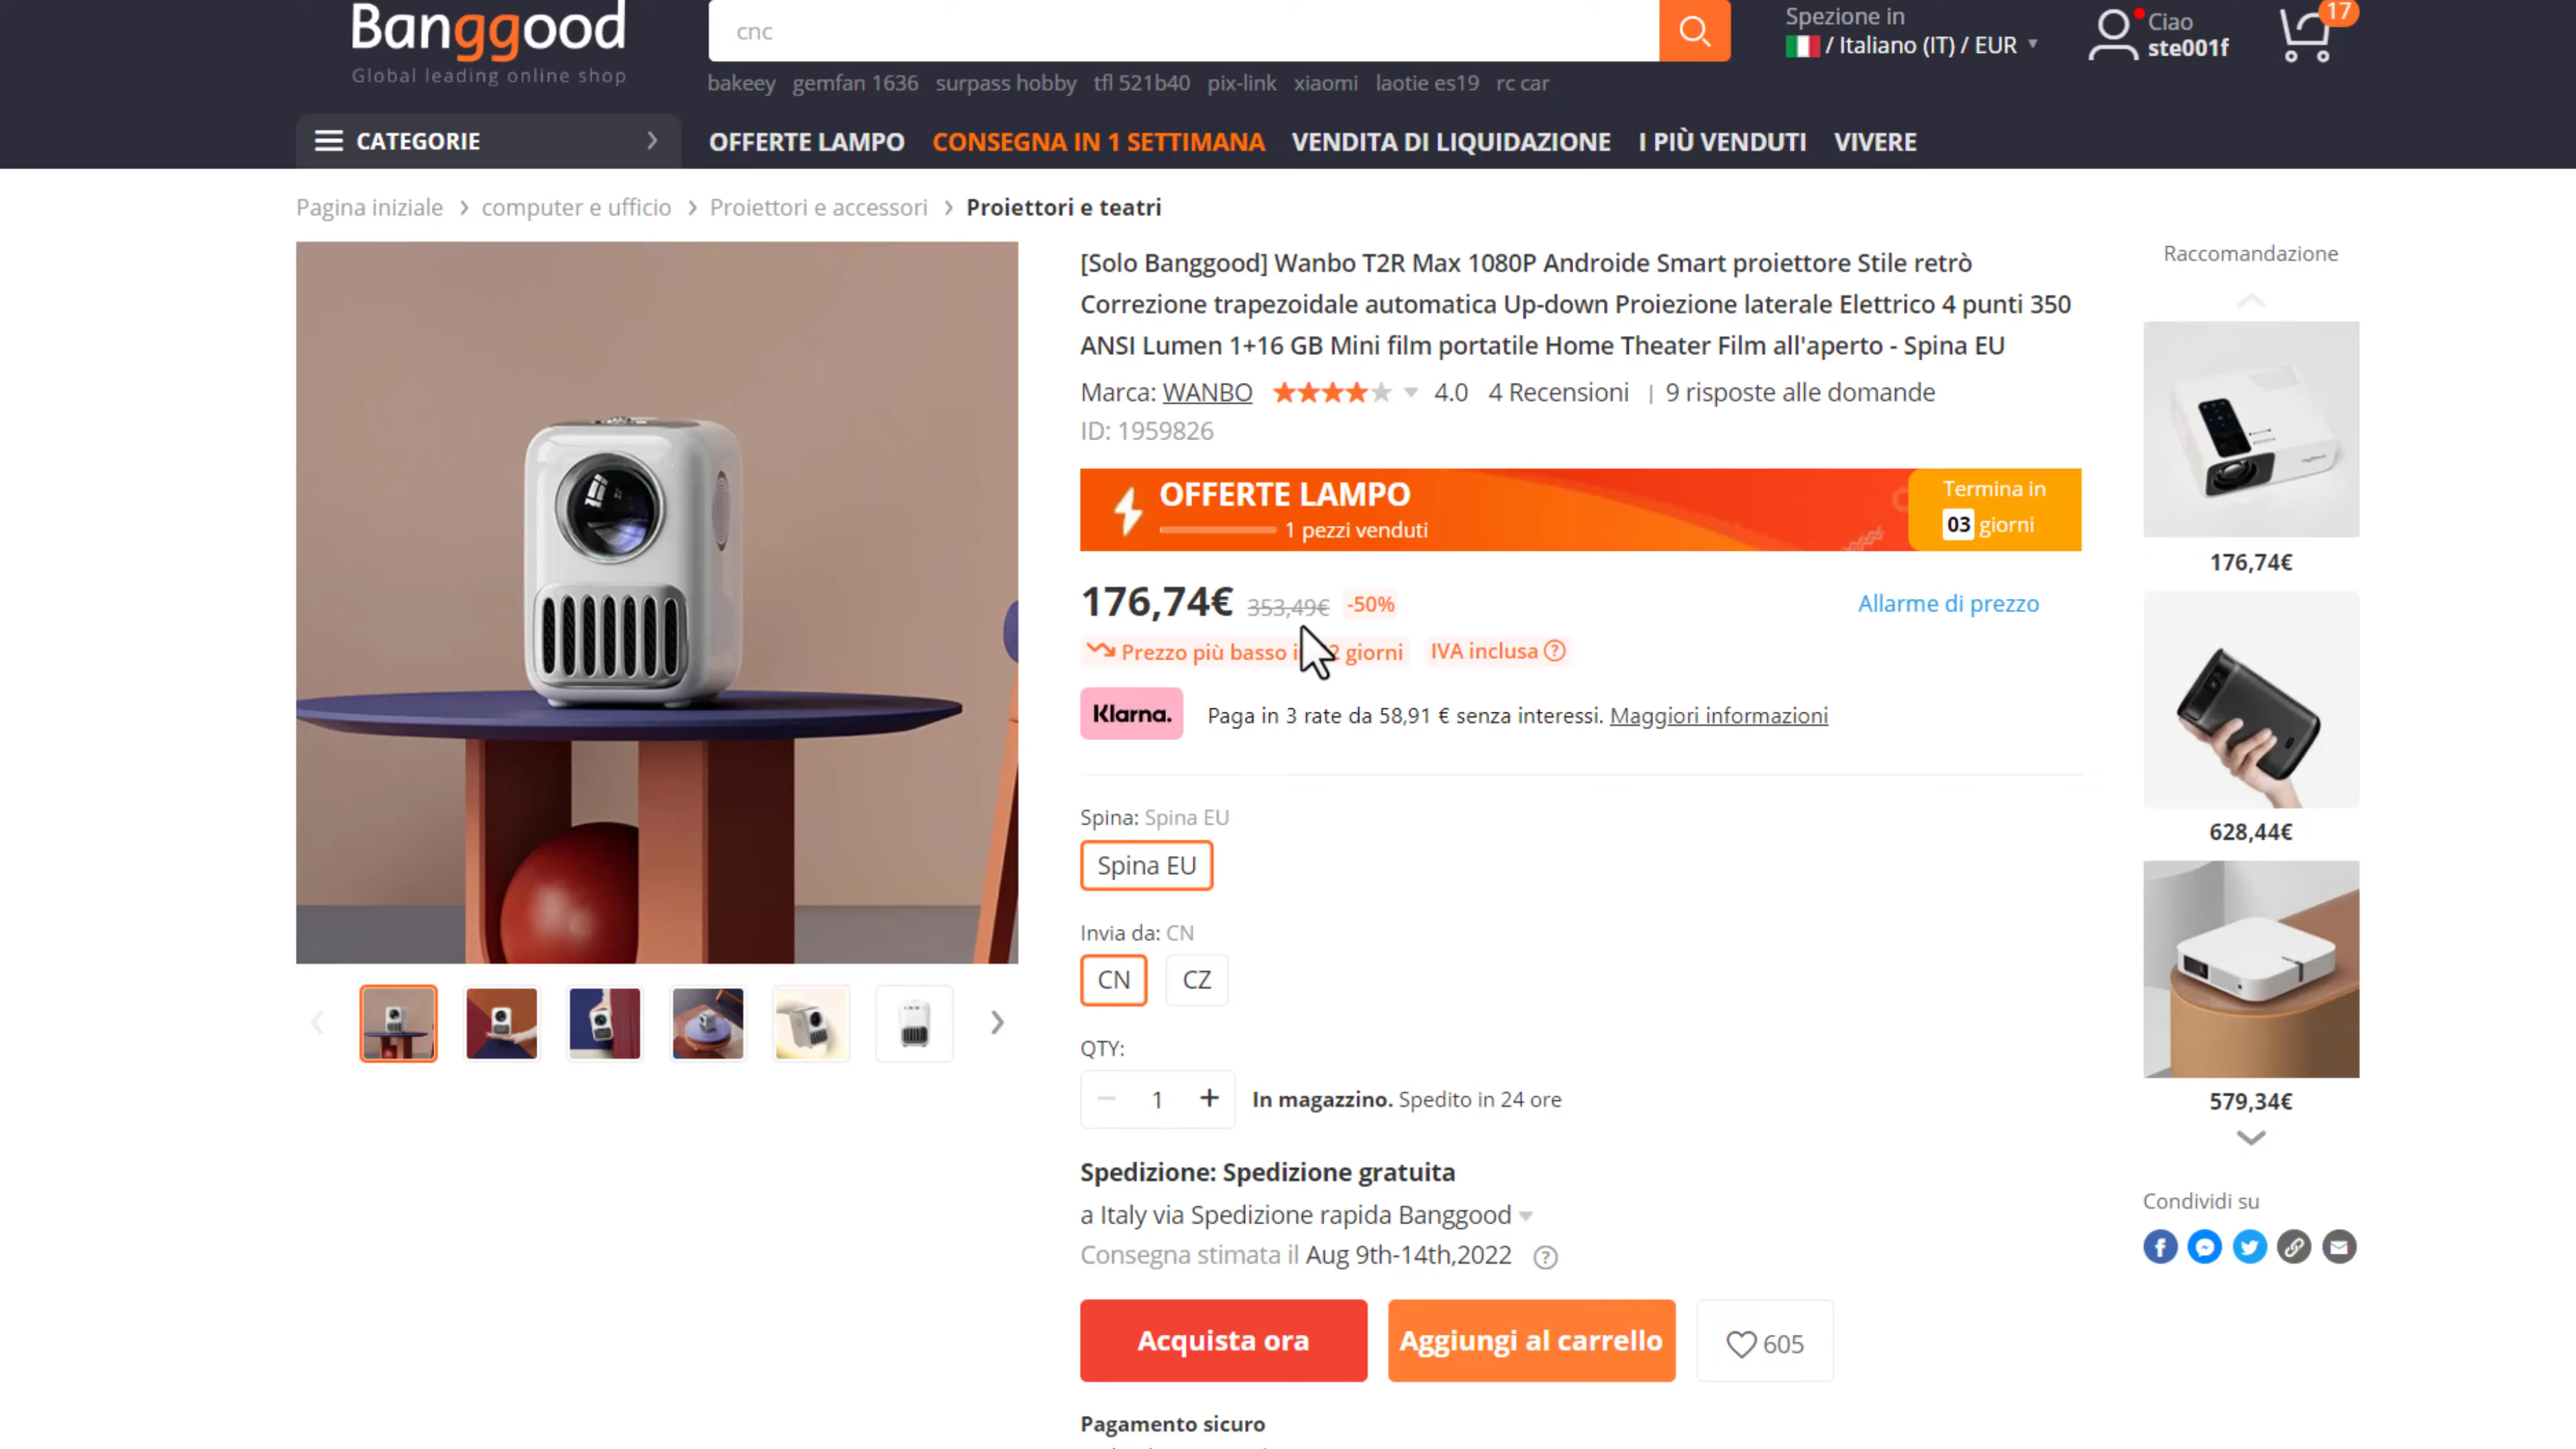 Banggood
Global leading online shop
cnc
Spezione in
/ Italiano (IT) / EUR
Ciao
ste001f
17
bakeey gemfan 1636 surpass hobby tfl 521b40 pix-link xiaomi laotie es19 rc car
CATEGORIE
OFFERTE LAMPO CONSEGNA IN 1 SETTIMANA VENDITA DI LIQUIDAZIONE I PIÙ VENDUTI VIVERE
Pagina iniziale > computer e ufficio > Proiettori e accessori > Proiettori e teatri
[Solo Banggood] Wanbo T2R Max 1080P Androide Smart proiettore Stile retrò
Correzione trapezoidale automatica Up-down Proiezione laterale Elettrico 4 punti 350
ANSI Lumen 1+16 GB Mini film portatile Home Theater Film all'aperto - Spina EU
Marca: WANBO 4.0 4 Recensioni | 9 risposte alle domande
ID: 1959826
OFFERTE LAMPO
1 pezzi venduti
Termina in
03 giorni
176,74€ 353,49€ -50%
Allarme di prezzo
Prezzo più basso giorni IVA inclusa ?
Klarna. Paga in 3 rate da 58,91 € senza interessi. Maggiori informazioni
Spina: Spina EU
Spina EU
Invia da: CN
CN CZ
QTY:
− 1 + In magazzino. Spedito in 24 ore
Spedizione: Spedizione gratuita
a Italy via Spedizione rapida Banggood
Consegna stimata il Aug 9th-14th,2022 ?
Acquista ora Aggiungi al carrello 605
Pagamento sicuro
Raccomandazione
176,74€
628,44€
579,34€
Condividi su